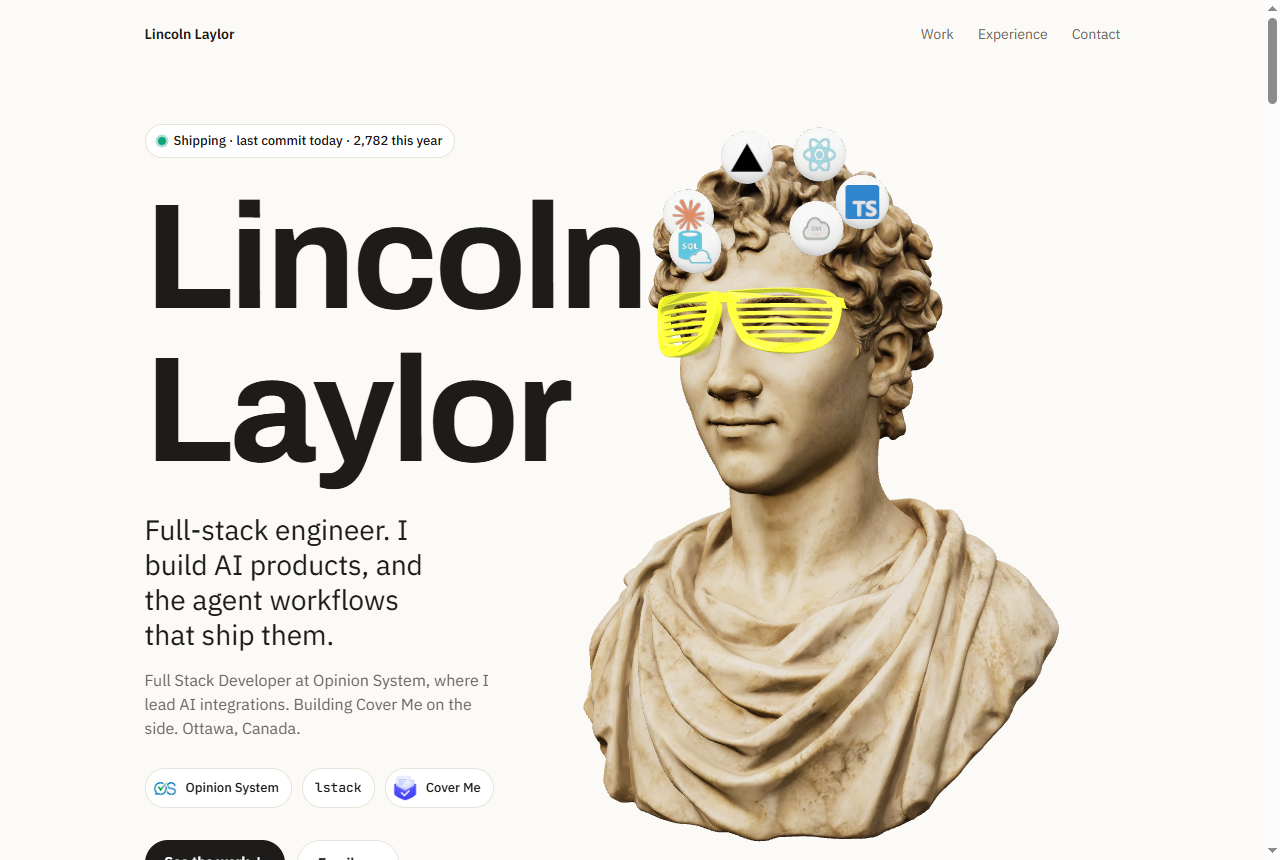 Lincoln Laylor
Work Experience Contact
Shipping · last commit today · 2,782 this year
Lincoln
Laylor
TS
SQL
Full-stack engineer. I
build AI products, and
the agent workflows
that ship them.
Full Stack Developer at Opinion System, where I
lead AI integrations. Building Cover Me on the
side. Ottawa, Canada.
Opinion System
lstack
Cover Me